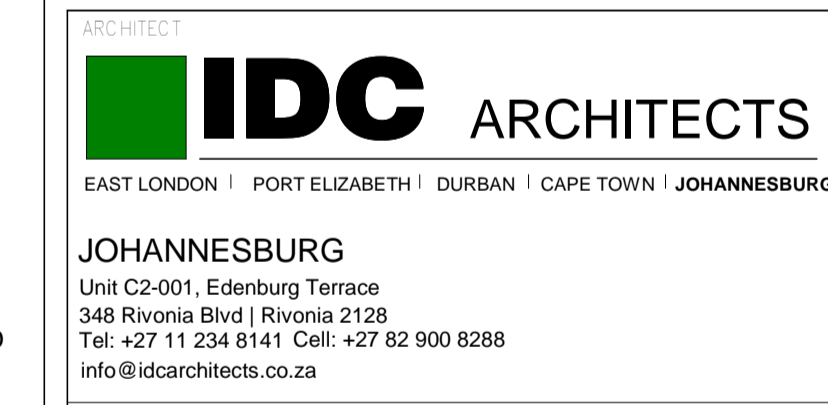 ARCHITECT
IDC ARCHITECTS
EAST LONDON | PORT ELIZABETH | DURBAN | CAPE TOWN | JOHANNESBURG
JOHANNESBURG
Unit C2-001, Edenburg Terrace
348 Rivonia Blvd | Rivonia 2128
Tel: +27 11 234 8141 Cell: +27 82 900 8288
info@idcarchitects.co.za